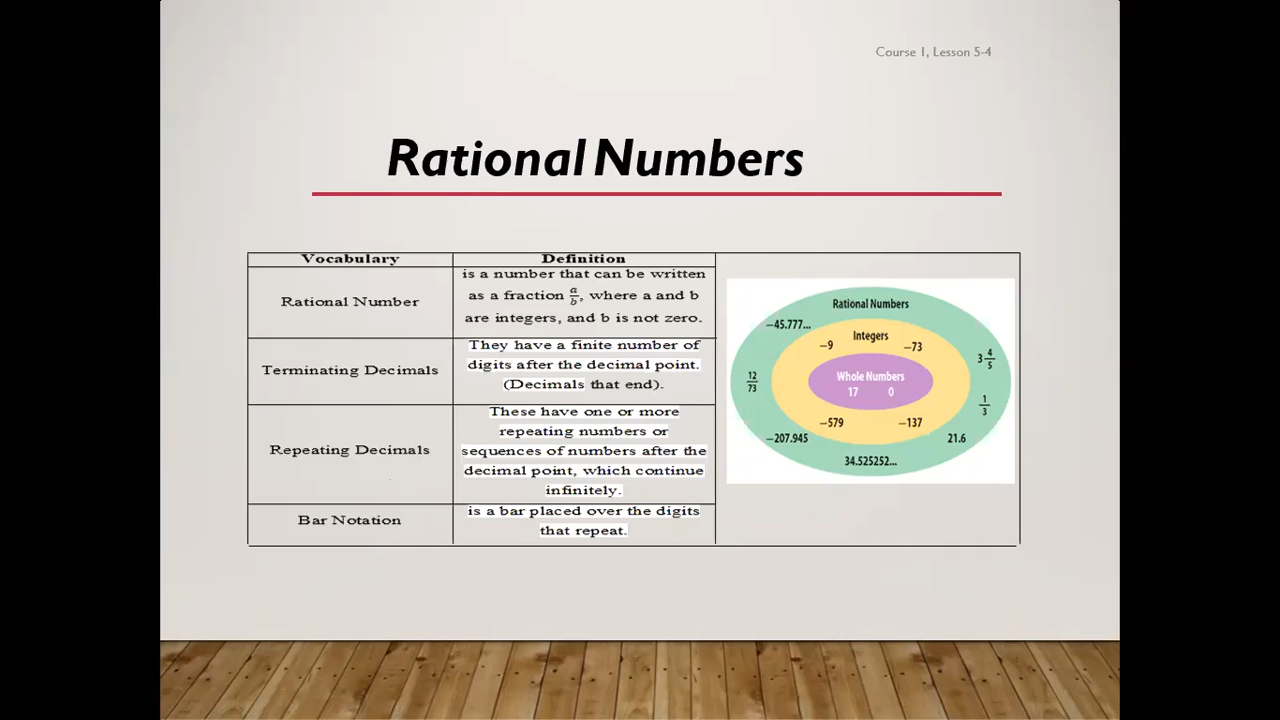 Course 1, Lesson 5-4
Rational Numbers
Vocabulary
Definition
Rational Number
is a number that can be written
as a fraction a/b, where a and b
are integers, and b is not zero.
Terminating Decimals
They have a finite number of
digits after the decimal point.
(Decimals that end).
Repeating Decimals
These have one or more
repeating numbers or
sequences of numbers after the
decimal point, which continue
infinitely.
Bar Notation
is a bar placed over the digits
that repeat.
Rational Numbers
−45.777...
Integers
−9
−73
3 4/5
12/73
Whole Numbers
17 0
1/3
−579
−137
−207.945
21.6
34.525252...